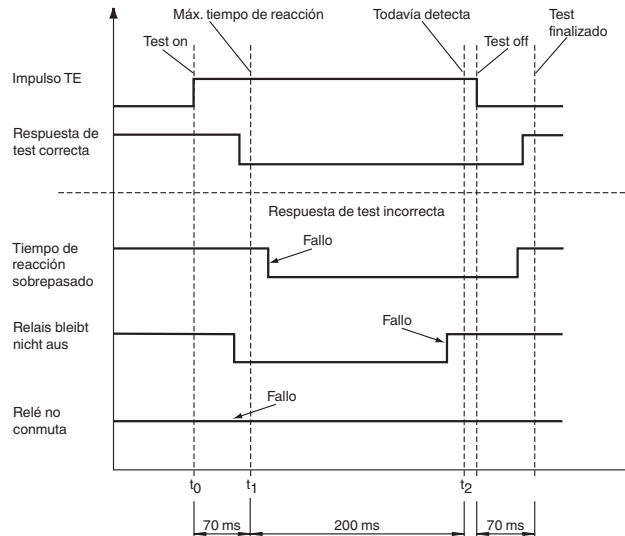 Máx. tiempo de reacción
Todavía detecta
Test
finalizado
Test on
Test off
Impulso TE
Respuesta de
test correcta
Respuesta de test incorrecta
Tiempo de
reacción
sobrepasado
Fallo
Relais bleibt
nicht aus
Fallo
Relé no
conmuta
Fallo
t0
t1
t2
70 ms
200 ms
70 ms